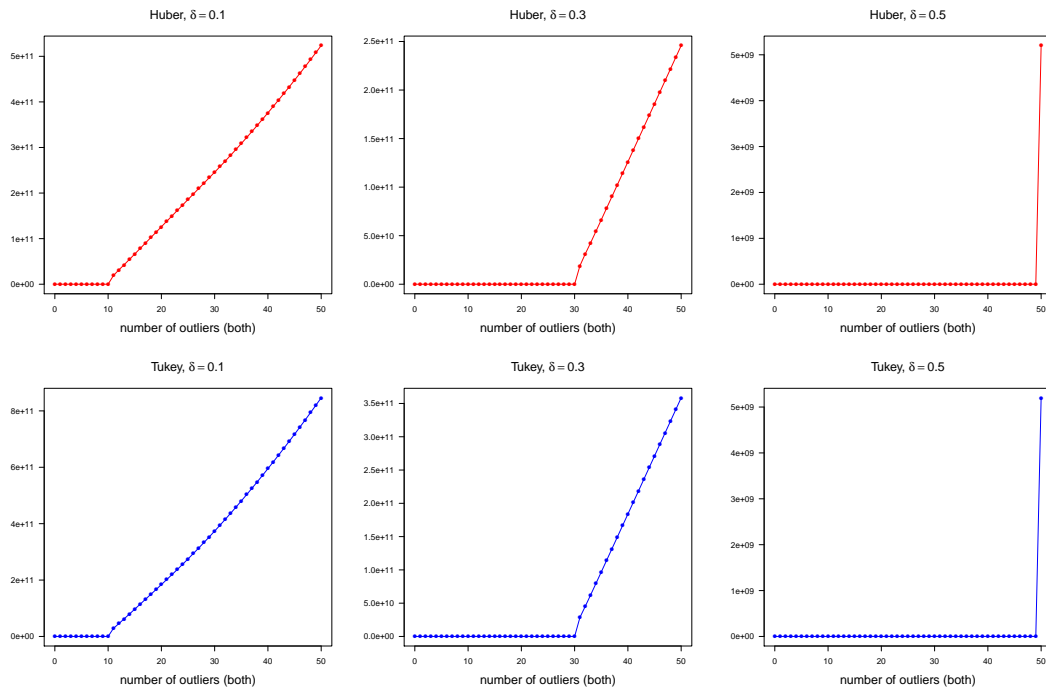 Huber, δ = 0.1
5e+11
4e+11
3e+11
2e+11
1e+11
0e+00
0 10 20 30 40 50
number of outliers (both)
Huber, δ = 0.3
2.5e+11
2.0e+11
1.5e+11
1.0e+11
5.0e+10
0.0e+00
0 10 20 30 40 50
number of outliers (both)
Huber, δ = 0.5
5e+09
4e+09
3e+09
2e+09
1e+09
0e+00
0 10 20 30 40 50
number of outliers (both)
Tukey, δ = 0.1
8e+11
6e+11
4e+11
2e+11
0e+00
0 10 20 30 40 50
number of outliers (both)
Tukey, δ = 0.3
3.5e+11
3.0e+11
2.5e+11
2.0e+11
1.5e+11
1.0e+11
5.0e+10
0.0e+00
0 10 20 30 40 50
number of outliers (both)
Tukey, δ = 0.5
5e+09
4e+09
3e+09
2e+09
1e+09
0e+00
0 10 20 30 40 50
number of outliers (both)